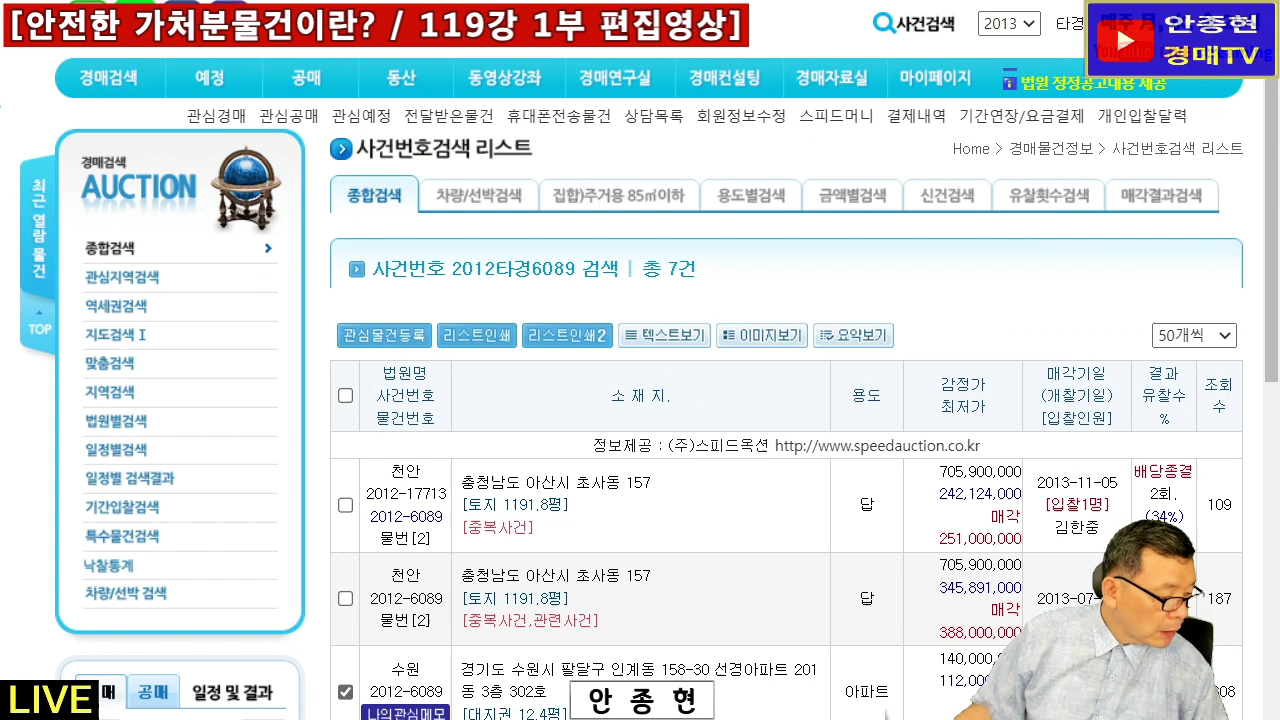 [안전한 가처분물건이란? / 119강 1부 편집영상]
사건검색 2013 타경
안종현
경매TV
경매검색 예정 공매 동산 동영상강좌 경매연구실 경매컨설팅 경매자료실 마이페이지
법원 정정공고내용 제공
관심경매 관심공매 관심예정 전달받은물건 휴대폰전송물건 상담목록 회원정보수정 스피드머니 결제내역 기간연장/요금결제 개인입찰달력
최근열람물건
TOP
경매검색
AUCTION
종합검색
관심지역검색
역세권검색
지도검색 I
맞춤검색
지역검색
법원별검색
일정별검색
일정별 검색결과
기간입찰검색
특수물건검색
낙찰통계
차량/선박 검색
매 공매 일정 및 결과
LIVE
사건번호검색 리스트
Home > 경매물건정보 > 사건번호검색 리스트
종합검색 차량/선박검색 집합)주거용 85㎡이하 용도별검색 금액별검색 신건검색 유찰횟수검색 매각결과검색
사건번호 2012타경6089 검색 | 총 7건
관심물건등록 리스트인쇄 리스트인쇄2 텍스트보기 이미지보기 요약보기 50개씩
법원명
사건번호
물건번호
소 재 지.
용도
감정가
최저가
매각기일
(개찰기일)
[입찰인원]
결과
유찰수
%
조회
수
정보제공 : (주)스피드옥션 http://www.speedauction.co.kr
천안
2012-17713
2012-6089
물번[2]
충청남도 아산시 초사동 157
[토지 1191.8평]
[중복사건]
답
705,900,000
242,124,000
매각
251,000,000
2013-11-05
[입찰1명]
김한중
배당종결
2회.
(34%)
109
천안
2012-6089
물번[2]
충청남도 아산시 초사동 157
[토지 1191.8평]
[중복사건,관련사건]
답
705,900,000
345,891,000
매각
388,000,000
2013-07-
187
수원
2012-6089
나의관심메모
경기도 수원시 팔달구 인계동 158-30 선경아파트 201
동 3층 302호
[대지권 12.4평]
아파트
안 종 현